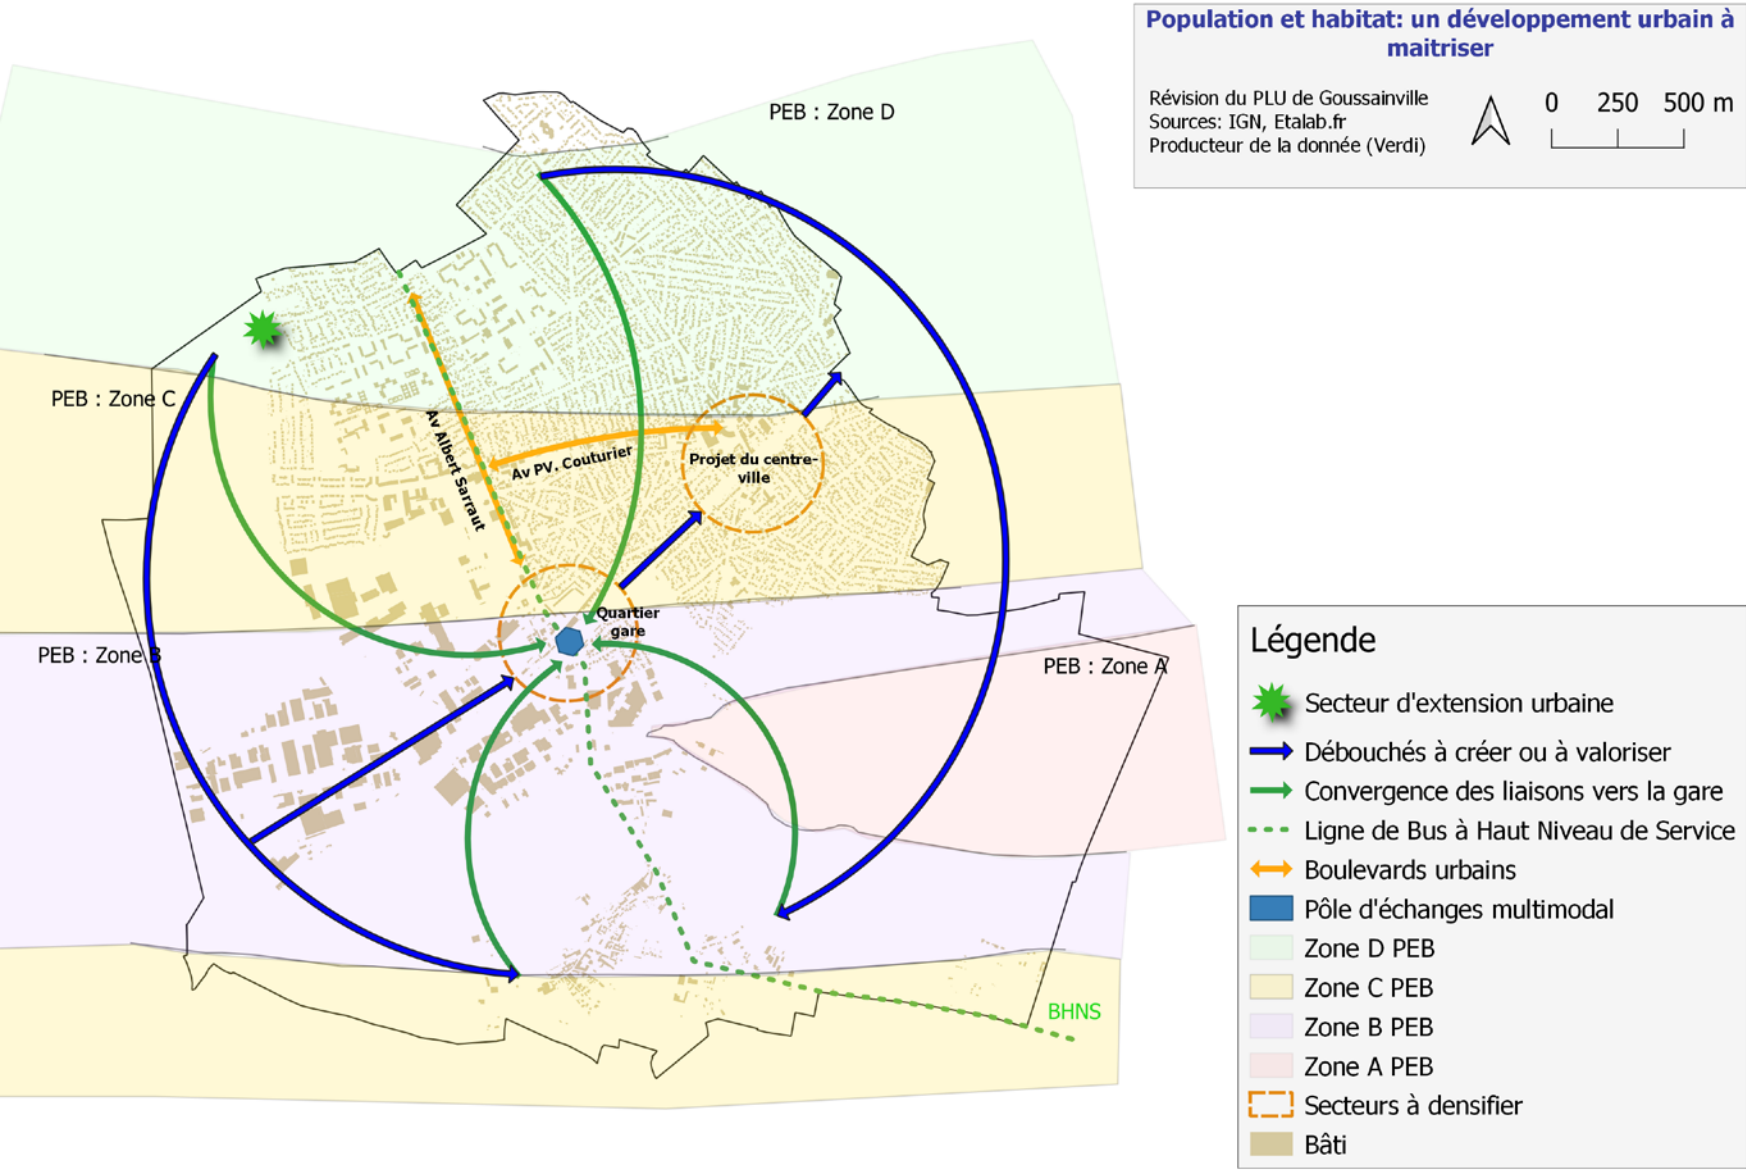 Population et habitat: un développement urbain à
maitriser
Révision du PLU de Goussainville
Sources: IGN, Etalab.fr
Producteur de la donnée (Verdi)
0 250 500 m
PEB : Zone D
PEB : Zone C
Av Albert Sarraut
Av PV. Couturier
Projet du centre-
ville
Quartier
gare
PEB : Zone B
PEB : Zone A
BHNS
Légende
Secteur d'extension urbaine
Débouchés à créer ou à valoriser
Convergence des liaisons vers la gare
Ligne de Bus à Haut Niveau de Service
Boulevards urbains
Pôle d'échanges multimodal
Zone D PEB
Zone C PEB
Zone B PEB
Zone A PEB
Secteurs à densifier
Bâti